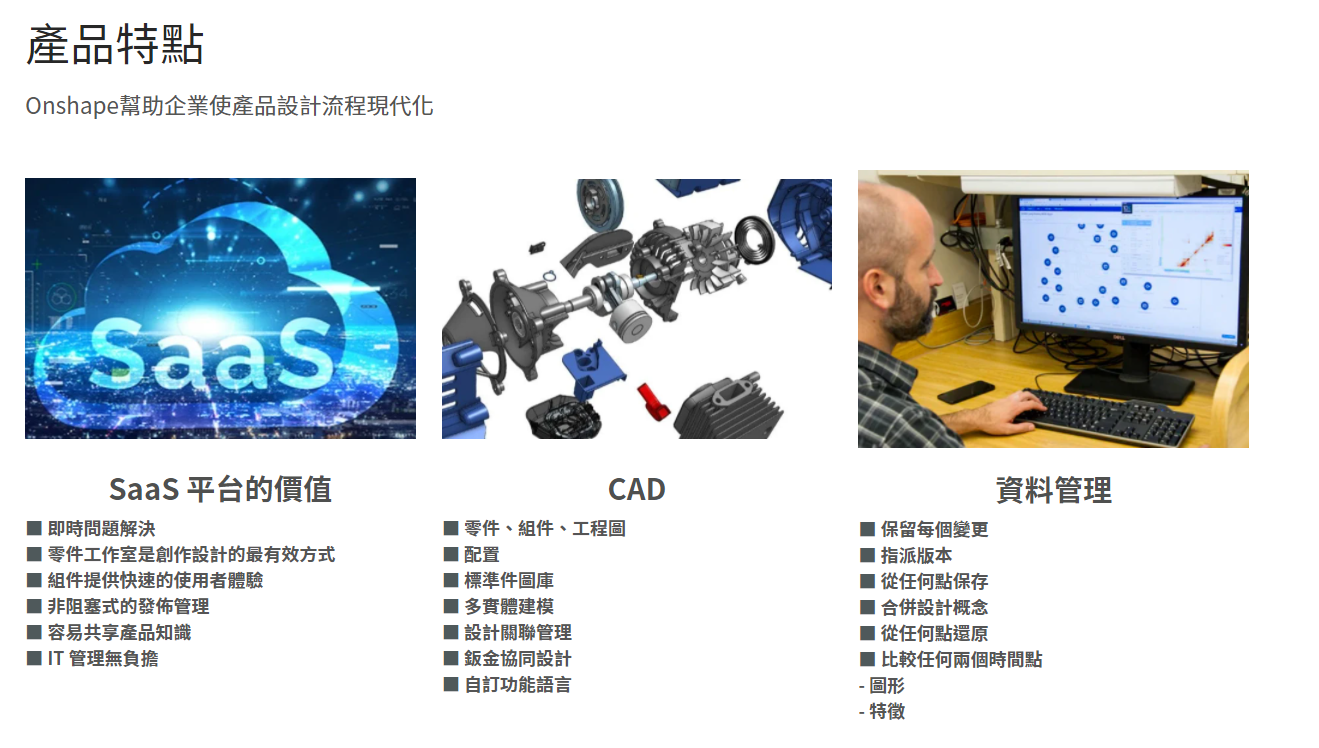 產品特點
Onshape幫助企業使產品設計流程現代化
SaaS
SaaS 平台的價值
■ 即時問題解決
■ 零件工作室是創作設計的最有效方式
■ 組件提供快速的使用者體驗
■ 非阻塞式的發佈管理
■ 容易共享產品知識
■ IT 管理無負擔
CAD
■ 零件、組件、工程圖
■ 配置
■ 標準件圖庫
■ 多實體建模
■ 設計關聯管理
■ 鈑金協同設計
■ 自訂功能語言
DELL
資料管理
■ 保留每個變更
■ 指派版本
■ 從任何點保存
■ 合併設計概念
■ 從任何點還原
■ 比較任何兩個時間點
- 圖形
- 特徵